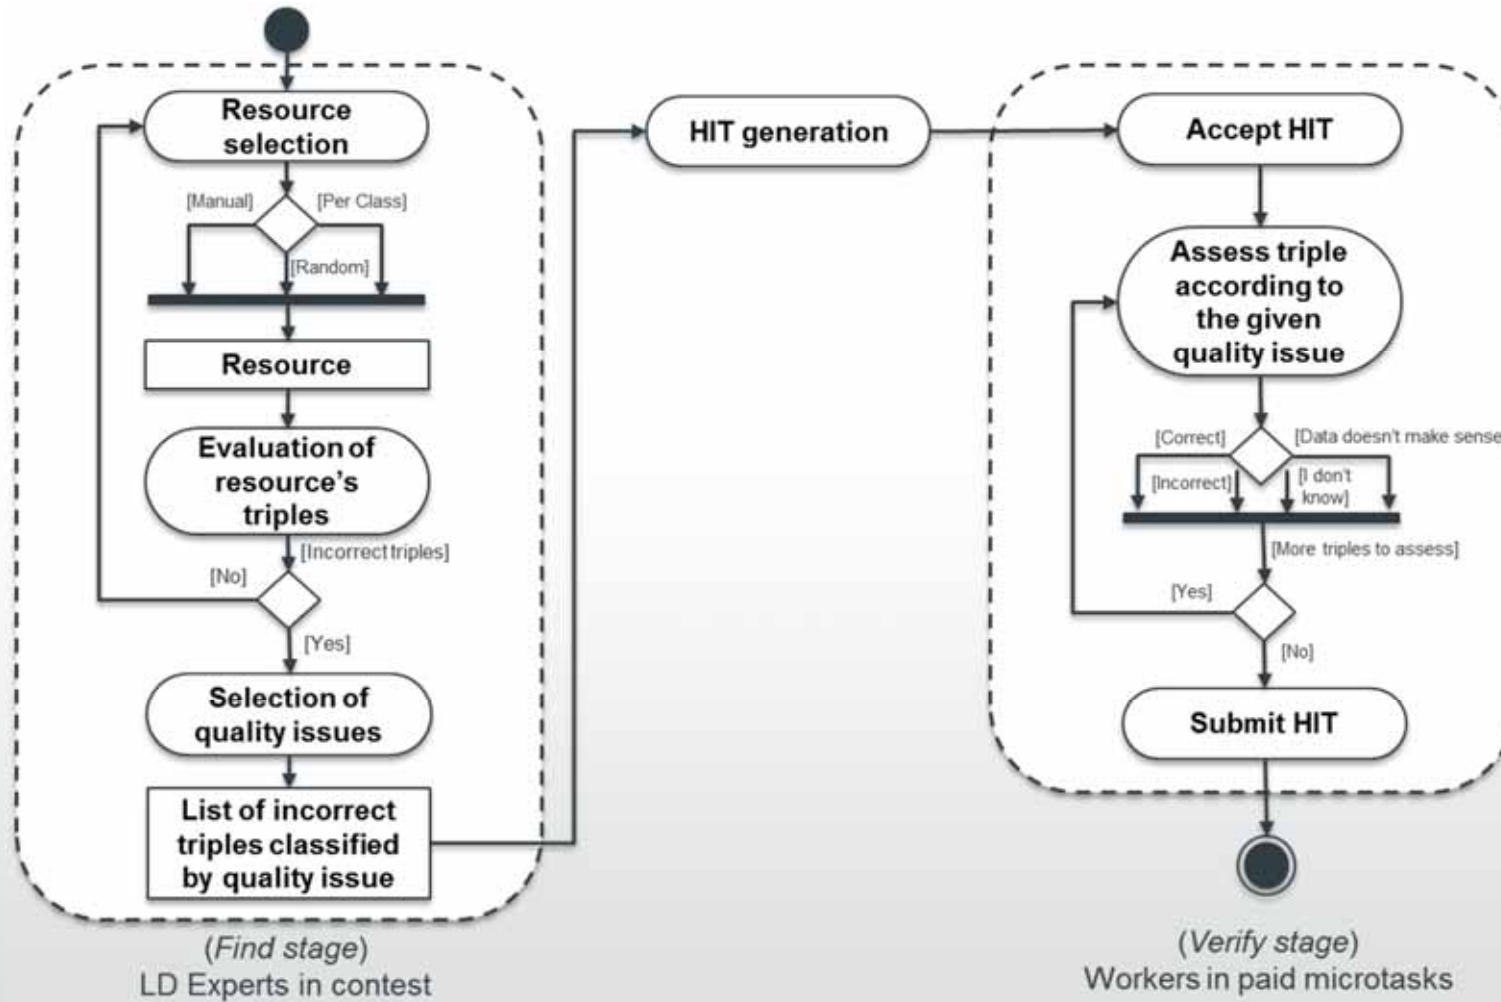 Resource
selection
[Manual]
[Per Class]
[Random]
Resource
Evaluation of
resource's
triples
[Incorrect triples]
[No]
[Yes]
Selection of
quality issues
List of incorrect
triples classified
by quality issue
(Find stage)
LD Experts in contest
HIT generation
Accept HIT
Assess triple
according to
the given
quality issue
[Correct]
[Data doesn't make sense
[Incorrect]
[I don't
know]
[More triples to assess]
[Yes]
[No]
Submit HIT
(Verify stage)
Workers in paid microtasks